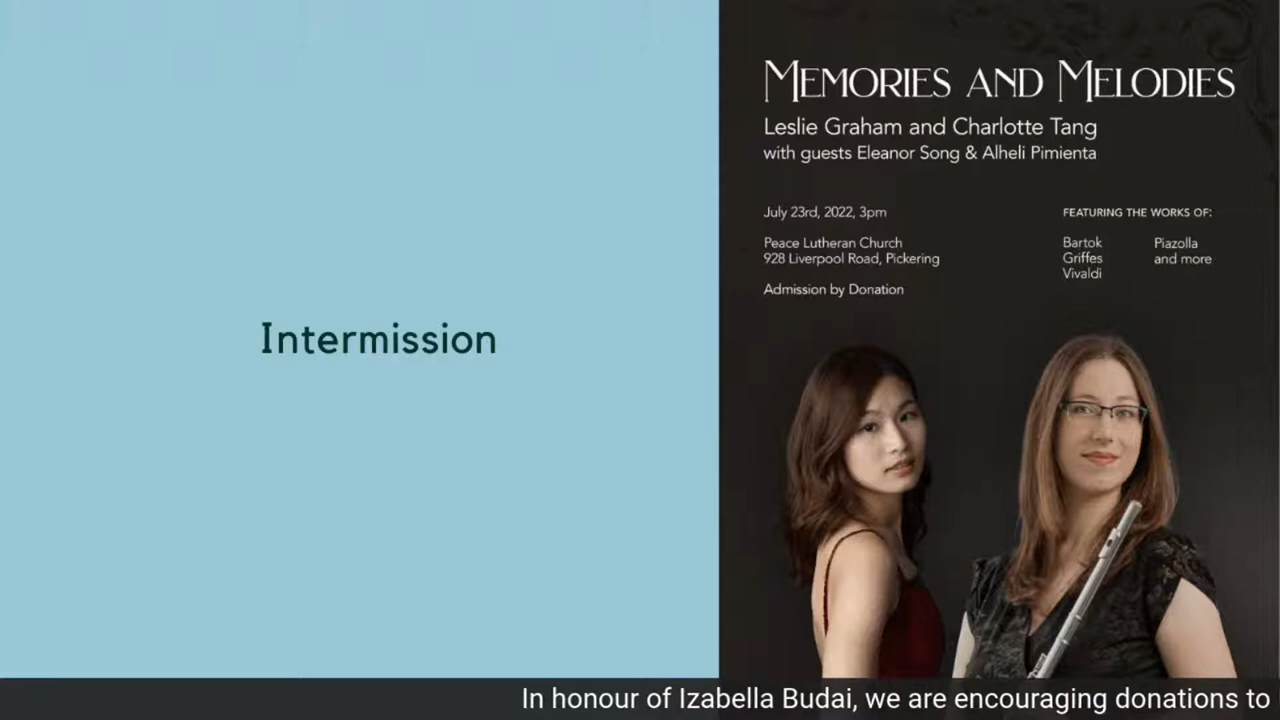 Intermission
Memories and Melodies
Leslie Graham and Charlotte Tang
with guests Eleanor Song & Alheli Pimienta
July 23rd, 2022, 3pm
Peace Lutheran Church
928 Liverpool Road, Pickering
Admission by Donation
FEATURING THE WORKS OF:
Bartok
Griffes
Vivaldi
Piazolla
and more
In honour of Izabella Budai, we are encouraging donations to